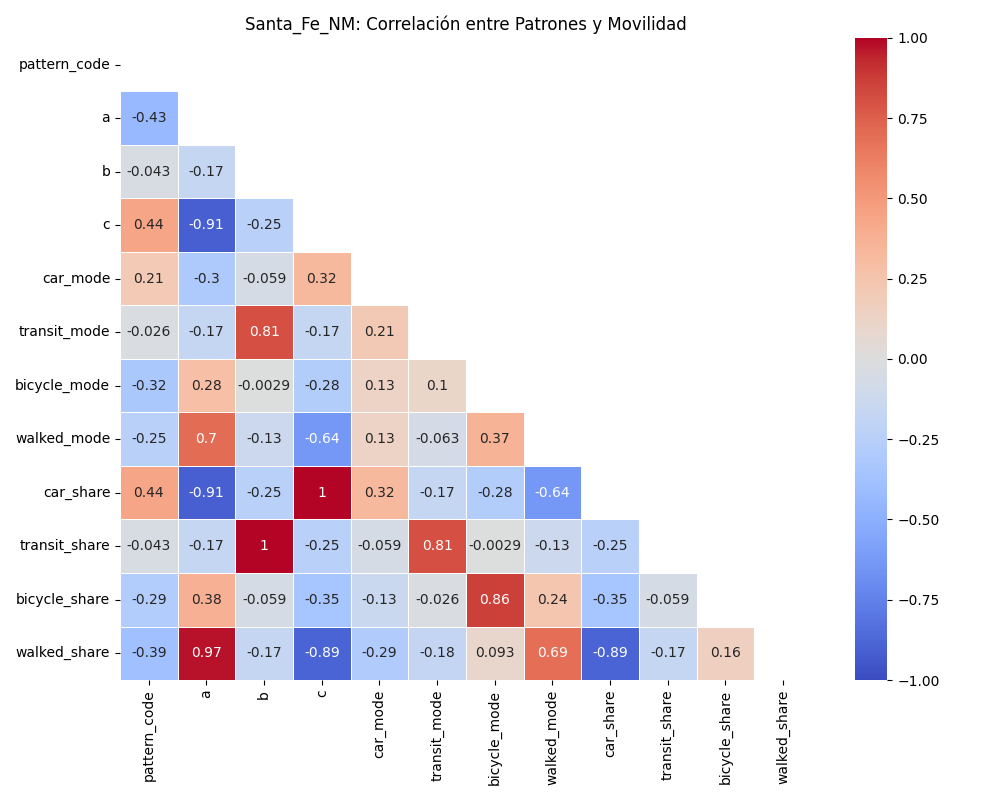 Santa_Fe_NM: Correlación entre Patrones y Movilidad
pattern_code
a -0.43
b -0.043 -0.17
c 0.44 -0.91 -0.25
car_mode 0.21 -0.3 -0.059 0.32
transit_mode -0.026 -0.17 0.81 -0.17 0.21
bicycle_mode -0.32 0.28 -0.0029 -0.28 0.13 0.1
walked_mode -0.25 0.7 -0.13 -0.64 0.13 -0.063 0.37
car_share 0.44 -0.91 -0.25 1 0.32 -0.17 -0.28 -0.64
transit_share -0.043 -0.17 1 -0.25 -0.059 0.81 -0.0029 -0.13 -0.25
bicycle_share -0.29 0.38 -0.059 -0.35 -0.13 -0.026 0.86 0.24 -0.35 -0.059
walked_share -0.39 0.97 -0.17 -0.89 -0.29 -0.18 0.093 0.69 -0.89 -0.17 0.16
pattern_code a b c car_mode transit_mode bicycle_mode walked_mode car_share transit_share bicycle_share walked_share
1.00
0.75
0.50
0.25
0.00
−0.25
−0.50
−0.75
−1.00